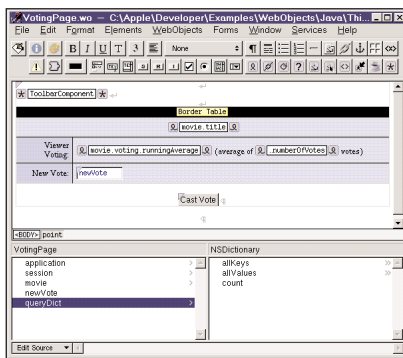 VotingPage.wo — C:\Apple\Developer\Examples\WebObjects\Java\Thi...
File Edit Format Elements WebObjects Forms Window Services Help
B I U T None
ToolbarComponent
Border Table
movie.title
Viewer Voting: movie.voting.runningAverage (average of .numberOfVotes votes)
New Vote: newVote
Cast Vote
<BODY> point
VotingPage NSDictionary
application allKeys
session allValues
movie count
newVote
queryDict
Edit Source